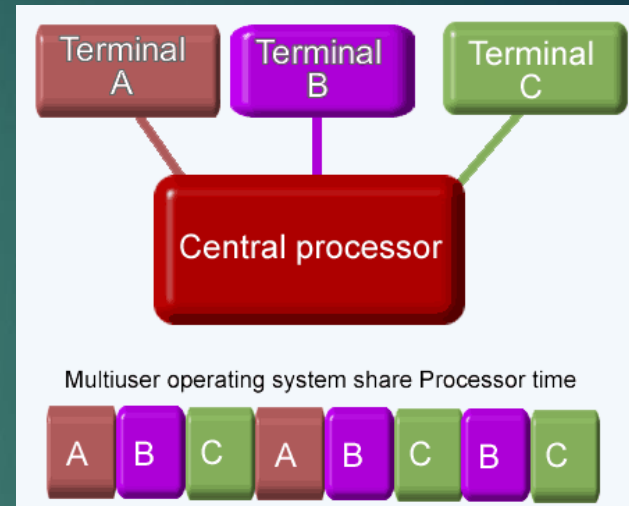 Terminal
A
Terminal
B
Terminal
C
Central processor
Multiuser operating system share Processor time
A B C A B C B C